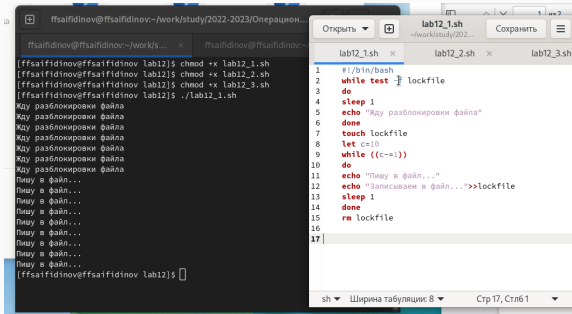 ffsaifidinov@ffsaifidinov:~/work/study/2022-2023/Операцион...
ffsaifidinov@ffsaifidinov:~/work/s... ×
ffsaifidinov@ffsaifidinov:
[ffsaifidinov@ffsaifidinov lab12]$ chmod +x lab12_1.sh
[ffsaifidinov@ffsaifidinov lab12]$ chmod +x lab12_2.sh
[ffsaifidinov@ffsaifidinov lab12]$ chmod +x lab12_3.sh
[ffsaifidinov@ffsaifidinov lab12]$ ./lab12_1.sh
Жду разблокировки файла
Жду разблокировки файла
Жду разблокировки файла
Жду разблокировки файла
Жду разблокировки файла
Жду разблокировки файла
Жду разблокировки файла
Пишу в файл...
Пишу в файл...
Пишу в файл...
Пишу в файл...
Пишу в файл...
Пишу в файл...
Пишу в файл...
Пишу в файл...
Пишу в файл...
[ffsaifidinov@ffsaifidinov lab12]$
Открыть
lab12_1.sh
~/work/study/202...
Сохранить
lab12_1.sh × lab12_2.sh × lab12_3.sh
1 #!/bin/bash
2 while test -f lockfile
3 do
4 sleep 1
5 echo "Жду разблокировки файла"
6 done
7 touch lockfile
8 let c=10
9 while ((c-=1))
10 do
11 echo "Пишу в файл..."
12 echo "Записываем в файл...">>lockfile
13 sleep 1
14 done
15 rm lockfile
16
17
sh Ширина табуляции: 8 Стр 17, Стлб 1